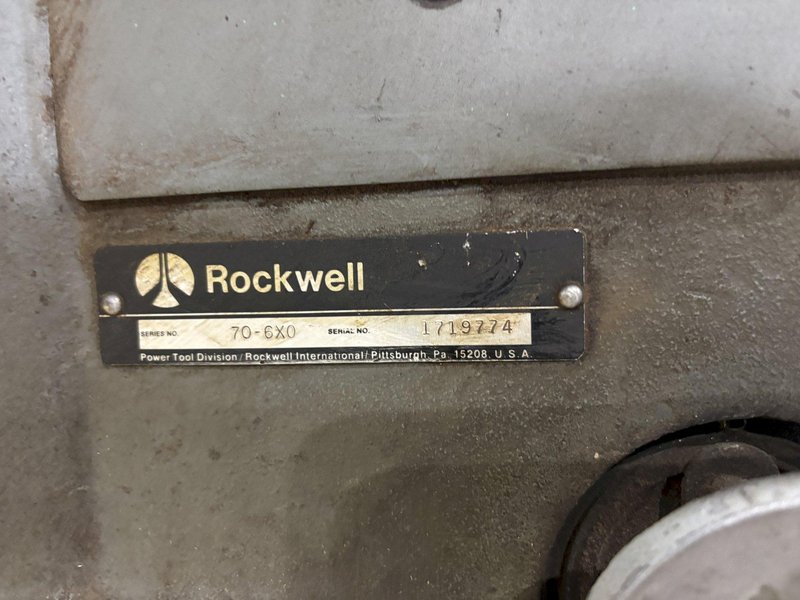 Rockwell
SERIES NO. 70-6X0 SERIAL NO. 1719774
Power Tool Division/Rockwell International/Pittsburgh, Pa. 15208, U.S.A.